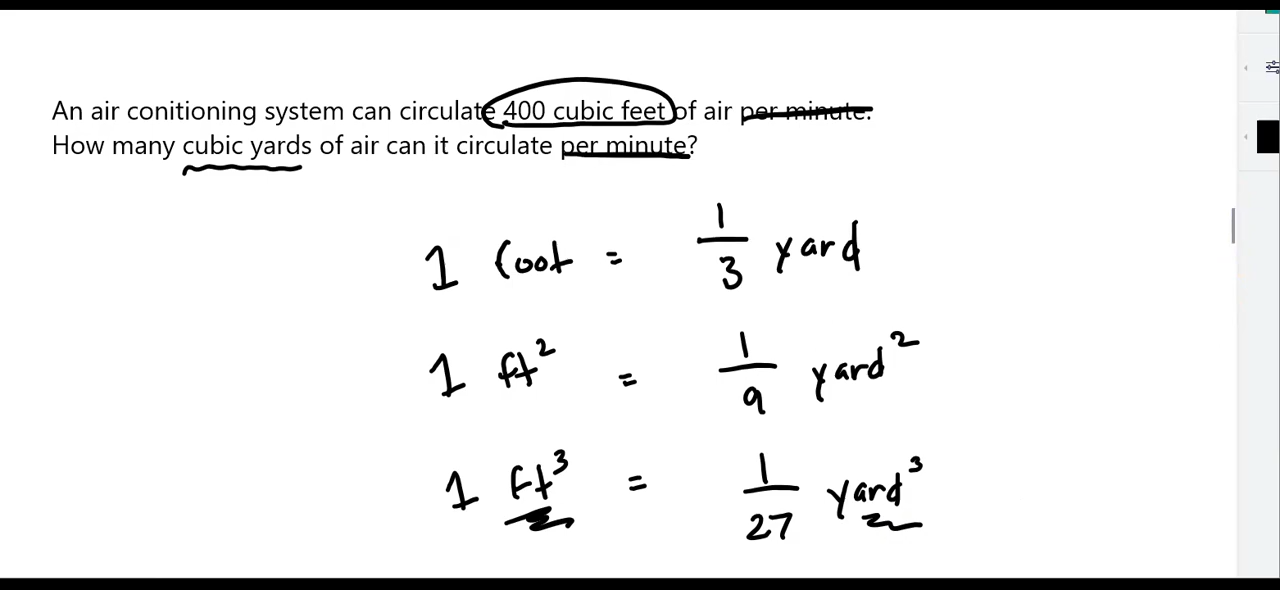 An air conitioning system can circulate 400 cubic feet of air per minute.
How many cubic yards of air can it circulate per minute?
1 foot = 1/3 yard
1 ft² = 1/9 yard²
1 ft³ = 1/27 yard³